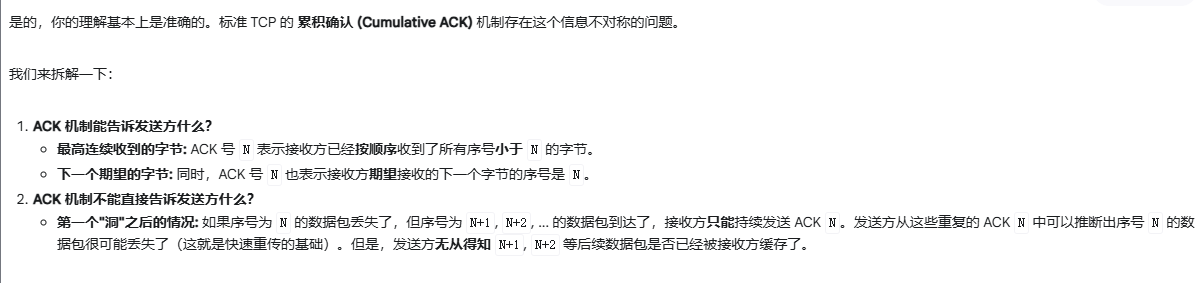 是的，你的理解基本上是准确的。标准 TCP 的 累积确认 (Cumulative ACK) 机制存在这个信息不对称的问题。
我们来拆解一下：
1. ACK 机制能告诉发送方什么？
最高连续收到的字节: ACK 号 N 表示接收方已经按顺序收到了所有序号小于 N 的字节。
下一个期望的字节: 同时，ACK 号 N 也表示接收方期望接收的下一个字节的序号是 N。
2. ACK 机制不能直接告诉发送方什么？
第一个"洞"之后的情况: 如果序号为 N 的数据包丢失了，但序号为 N+1, N+2, ... 的数据包到达了，接收方只能持续发送 ACK N。发送方从这些重复的 ACK N 中可以推断出序号 N 的数
据包很可能丢失了（这就是快速重传的基础）。但是，发送方无从得知 N+1, N+2 等后续数据包是否已经被接收方缓存了。